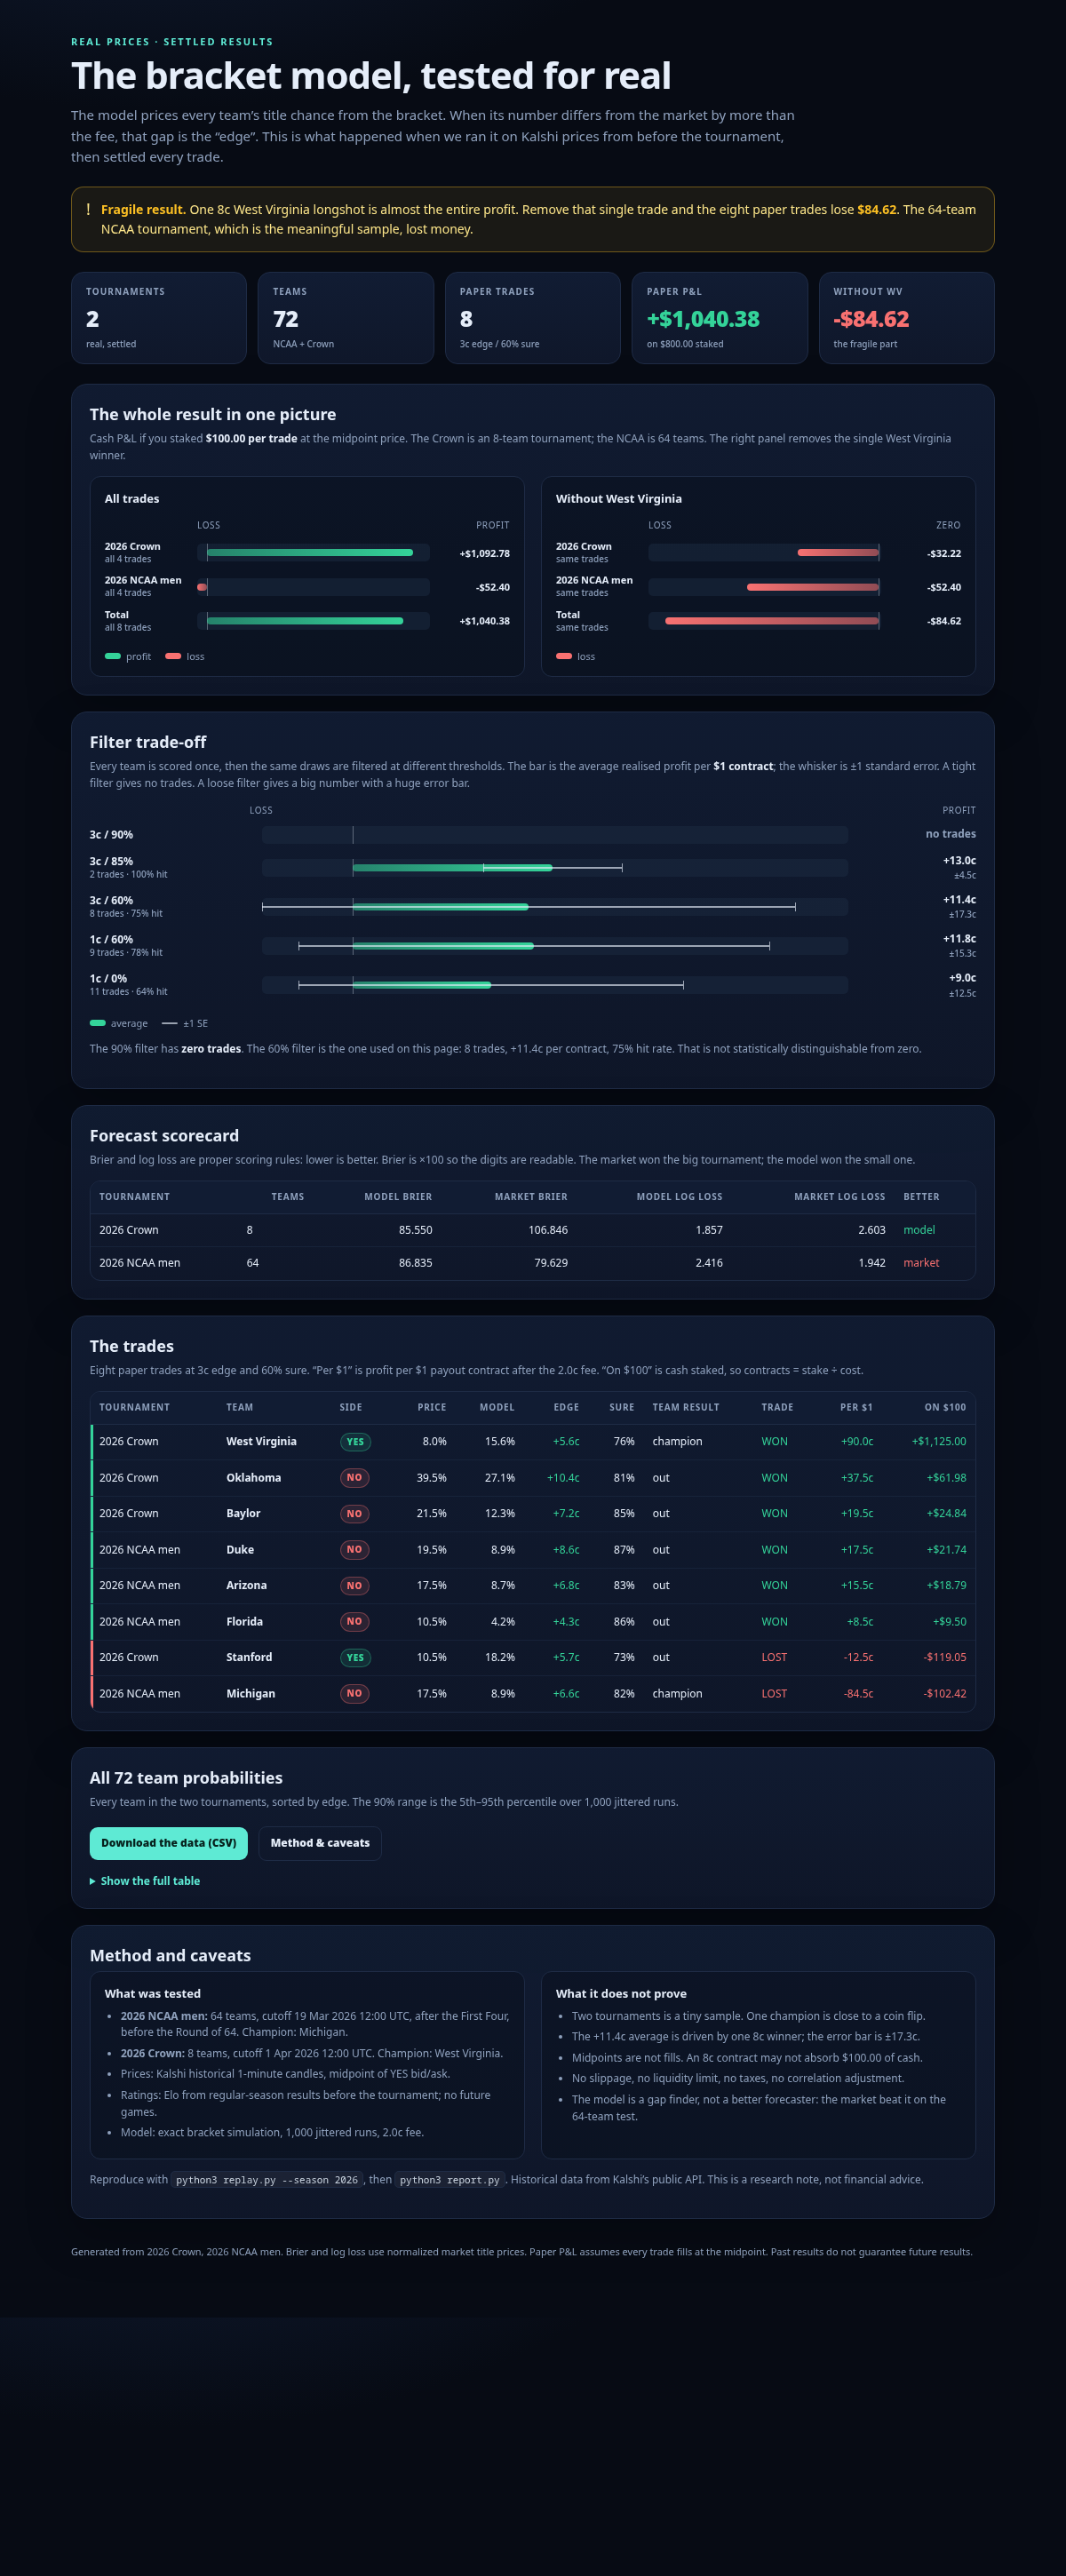 REAL PRICES · SETTLED RESULTS
The bracket model, tested for real
The model prices every team’s title chance from the bracket. When its number differs from the market by more than
the fee, that gap is the “edge”. This is what happened when we ran it on Kalshi prices from before the tournament,
then settled every trade.
! Fragile result. One 8c West Virginia longshot is almost the entire profit. Remove that single trade and the eight paper trades lose $84.62. The 64-team
NCAA tournament, which is the meaningful sample, lost money.
TOURNAMENTS
2
real, settled
TEAMS
72
NCAA + Crown
PAPER TRADES
8
3c edge / 60% sure
PAPER P&L
+$1,040.38
on $800.00 staked
WITHOUT WV
-$84.62
the fragile part
The whole result in one picture
Cash P&L if you staked $100.00 per trade at the midpoint price. The Crown is an 8-team tournament; the NCAA is 64 teams. The right panel removes the single West Virginia
winner.
All trades
LOSS PROFIT
2026 Crown
all 4 trades
+$1,092.78
2026 NCAA men
all 4 trades
-$52.40
Total
all 8 trades
+$1,040.38
profit loss
Without West Virginia
LOSS ZERO
2026 Crown
same trades
-$32.22
2026 NCAA men
same trades
-$52.40
Total
same trades
-$84.62
loss
Filter trade-off
Every team is scored once, then the same draws are filtered at different thresholds. The bar is the average realised profit per $1 contract; the whisker is ±1 standard error. A tight
filter gives no trades. A loose filter gives a big number with a huge error bar.
LOSS PROFIT
3c / 90% no trades
3c / 85% +13.0c
2 trades · 100% hit ±4.5c
3c / 60% +11.4c
8 trades · 75% hit ±17.3c
1c / 60% +11.8c
9 trades · 78% hit ±15.3c
1c / 0% +9.0c
11 trades · 64% hit ±12.5c
average ±1 SE
The 90% filter has zero trades. The 60% filter is the one used on this page: 8 trades, +11.4c per contract, 75% hit rate. That is not statistically distinguishable from zero.
Forecast scorecard
Brier and log loss are proper scoring rules: lower is better. Brier is ×100 so the digits are readable. The market won the big tournament; the model won the small one.
TOURNAMENT TEAMS MODEL BRIER MARKET BRIER MODEL LOG LOSS MARKET LOG LOSS BETTER
2026 Crown 8 85.550 106.846 1.857 2.603 model
2026 NCAA men 64 86.835 79.629 2.416 1.942 market
The trades
Eight paper trades at 3c edge and 60% sure. “Per $1” is profit per $1 payout contract after the 2.0c fee. “On $100” is cash staked, so contracts = stake ÷ cost.
TOURNAMENT TEAM SIDE PRICE MODEL EDGE SURE TEAM RESULT TRADE PER $1 ON $100
2026 Crown West Virginia YES 8.0% 15.6% +5.6c 76% champion WON +90.0c +$1,125.00
2026 Crown Oklahoma NO 39.5% 27.1% +10.4c 81% out WON +37.5c +$61.98
2026 Crown Baylor NO 21.5% 12.3% +7.2c 85% out WON +19.5c +$24.84
2026 NCAA men Duke NO 19.5% 8.9% +8.6c 87% out WON +17.5c +$21.74
2026 NCAA men Arizona NO 17.5% 8.7% +6.8c 83% out WON +15.5c +$18.79
2026 NCAA men Florida NO 10.5% 4.2% +4.3c 86% out WON +8.5c +$9.50
2026 Crown Stanford YES 10.5% 18.2% +5.7c 73% out LOST -12.5c -$119.05
2026 NCAA men Michigan NO 17.5% 8.9% +6.6c 82% champion LOST -84.5c -$102.42
All 72 team probabilities
Every team in the two tournaments, sorted by edge. The 90% range is the 5th–95th percentile over 1,000 jittered runs.
Download the data (CSV) Method & caveats
▶ Show the full table
Method and caveats
What was tested
• 2026 NCAA men: 64 teams, cutoff 19 Mar 2026 12:00 UTC, after the First Four,
before the Round of 64. Champion: Michigan.
• 2026 Crown: 8 teams, cutoff 1 Apr 2026 12:00 UTC. Champion: West Virginia.
• Prices: Kalshi historical 1-minute candles, midpoint of YES bid/ask.
• Ratings: Elo from regular-season results before the tournament; no future
games.
• Model: exact bracket simulation, 1,000 jittered runs, 2.0c fee.
What it does not prove
• Two tournaments is a tiny sample. One champion is close to a coin flip.
• The +11.4c average is driven by one 8c winner; the error bar is ±17.3c.
• Midpoints are not fills. An 8c contract may not absorb $100.00 of cash.
• No slippage, no liquidity limit, no taxes, no correlation adjustment.
• The model is a gap finder, not a better forecaster: the market beat it on the
64-team test.
Reproduce with python3 replay.py --season 2026, then python3 report.py. Historical data from Kalshi’s public API. This is a research note, not financial advice.
Generated from 2026 Crown, 2026 NCAA men. Brier and log loss use normalized market title prices. Paper P&L assumes every trade fills at the midpoint. Past results do not guarantee future results.